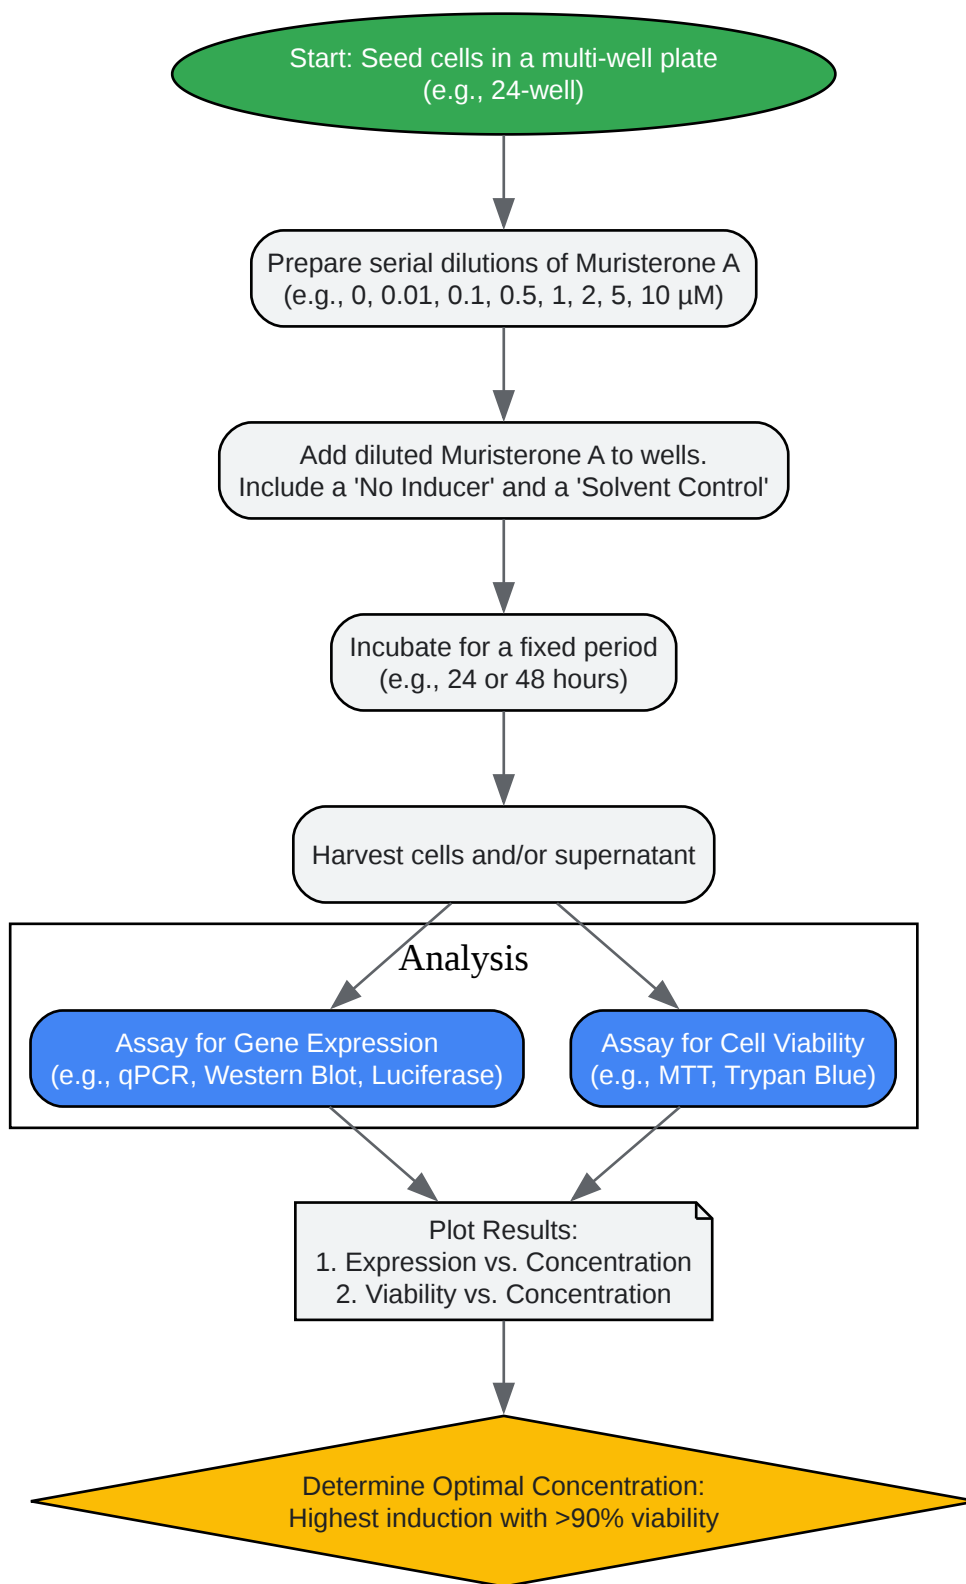 Start: Seed cells in a multi-well plate
(e.g., 24-well)
Prepare serial dilutions of Muristerone A
(e.g., 0, 0.01, 0.1, 0.5, 1, 2, 5, 10 µM)
Add diluted Muristerone A to wells.
Include a 'No Inducer' and a 'Solvent Control'
Incubate for a fixed period
(e.g., 24 or 48 hours)
Harvest cells and/or supernatant
Analysis
Assay for Gene Expression
(e.g., qPCR, Western Blot, Luciferase)
Assay for Cell Viability
(e.g., MTT, Trypan Blue)
Plot Results:
1. Expression vs. Concentration
2. Viability vs. Concentration
Determine Optimal Concentration:
Highest induction with >90% viability